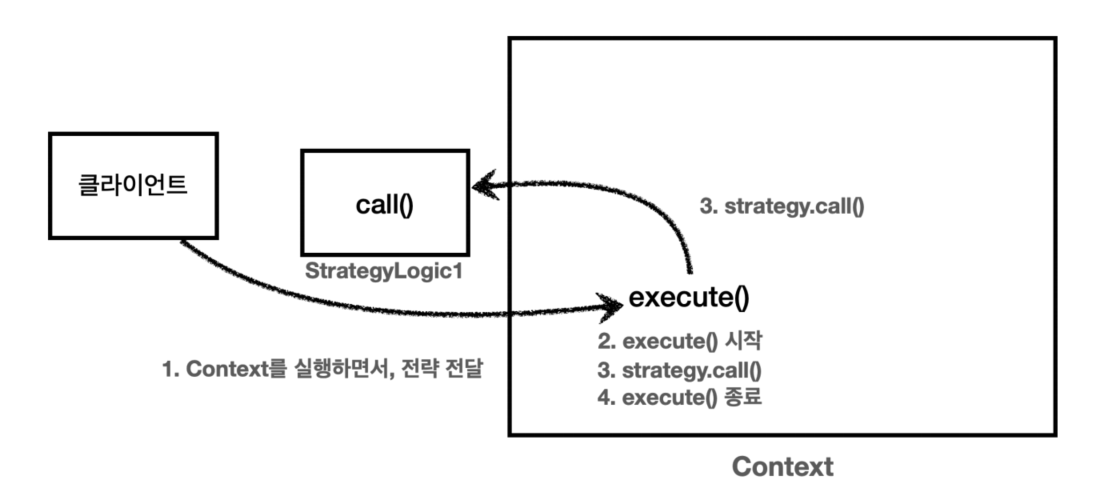 클라이언트
call()
StrategyLogic1
3. strategy.call()
execute()
2. execute() 시작
3. strategy.call()
4. execute() 종료
1. Context를 실행하면서, 전략 전달
Context